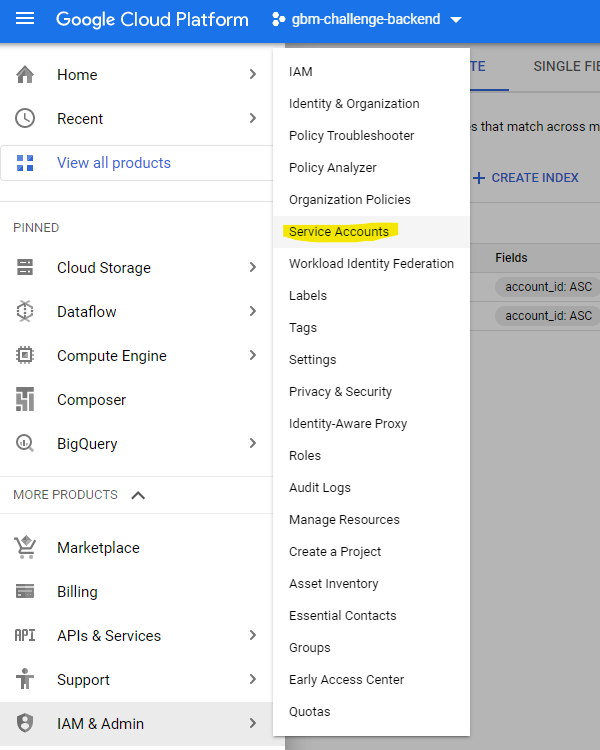 Google Cloud Platform
gbm-challenge-backend
Home
Recent
View all products
PINNED
Cloud Storage
Dataflow
Compute Engine
Composer
BigQuery
MORE PRODUCTS
Marketplace
Billing
API APIs & Services
Support
IAM & Admin
IAM
Identity & Organization
Policy Troubleshooter
Policy Analyzer
Organization Policies
Service Accounts
Workload Identity Federation
Labels
Tags
Settings
Privacy & Security
Identity-Aware Proxy
Roles
Audit Logs
Manage Resources
Create a Project
Asset Inventory
Essential Contacts
Groups
Early Access Center
Quotas
TE SINGLE FIE
s that match across m
+ CREATE INDEX
Fields
account_id: ASC
account_id: ASC